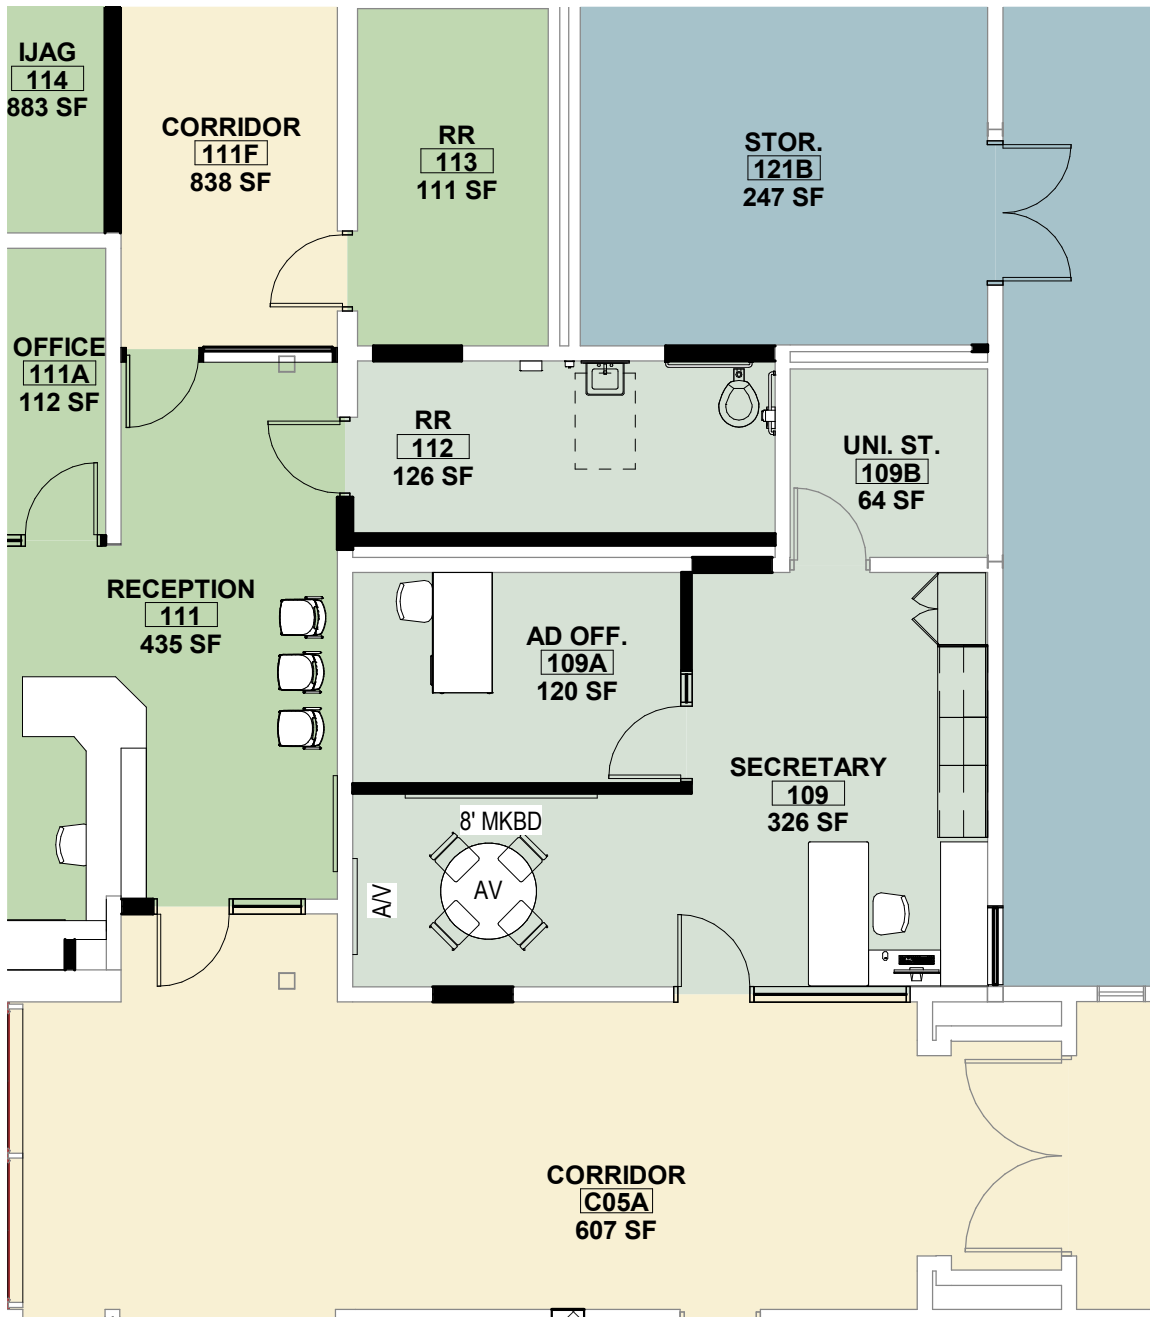 IJAG
114
883 SF
CORRIDOR
111F
838 SF
RR
113
111 SF
STOR.
121B
247 SF
OFFICE
111A
112 SF
RR
112
126 SF
UNI. ST.
109B
64 SF
RECEPTION
111
435 SF
AD OFF.
109A
120 SF
SECRETARY
109
326 SF
8' MKBD
A/V
AV
CORRIDOR
C05A
607 SF